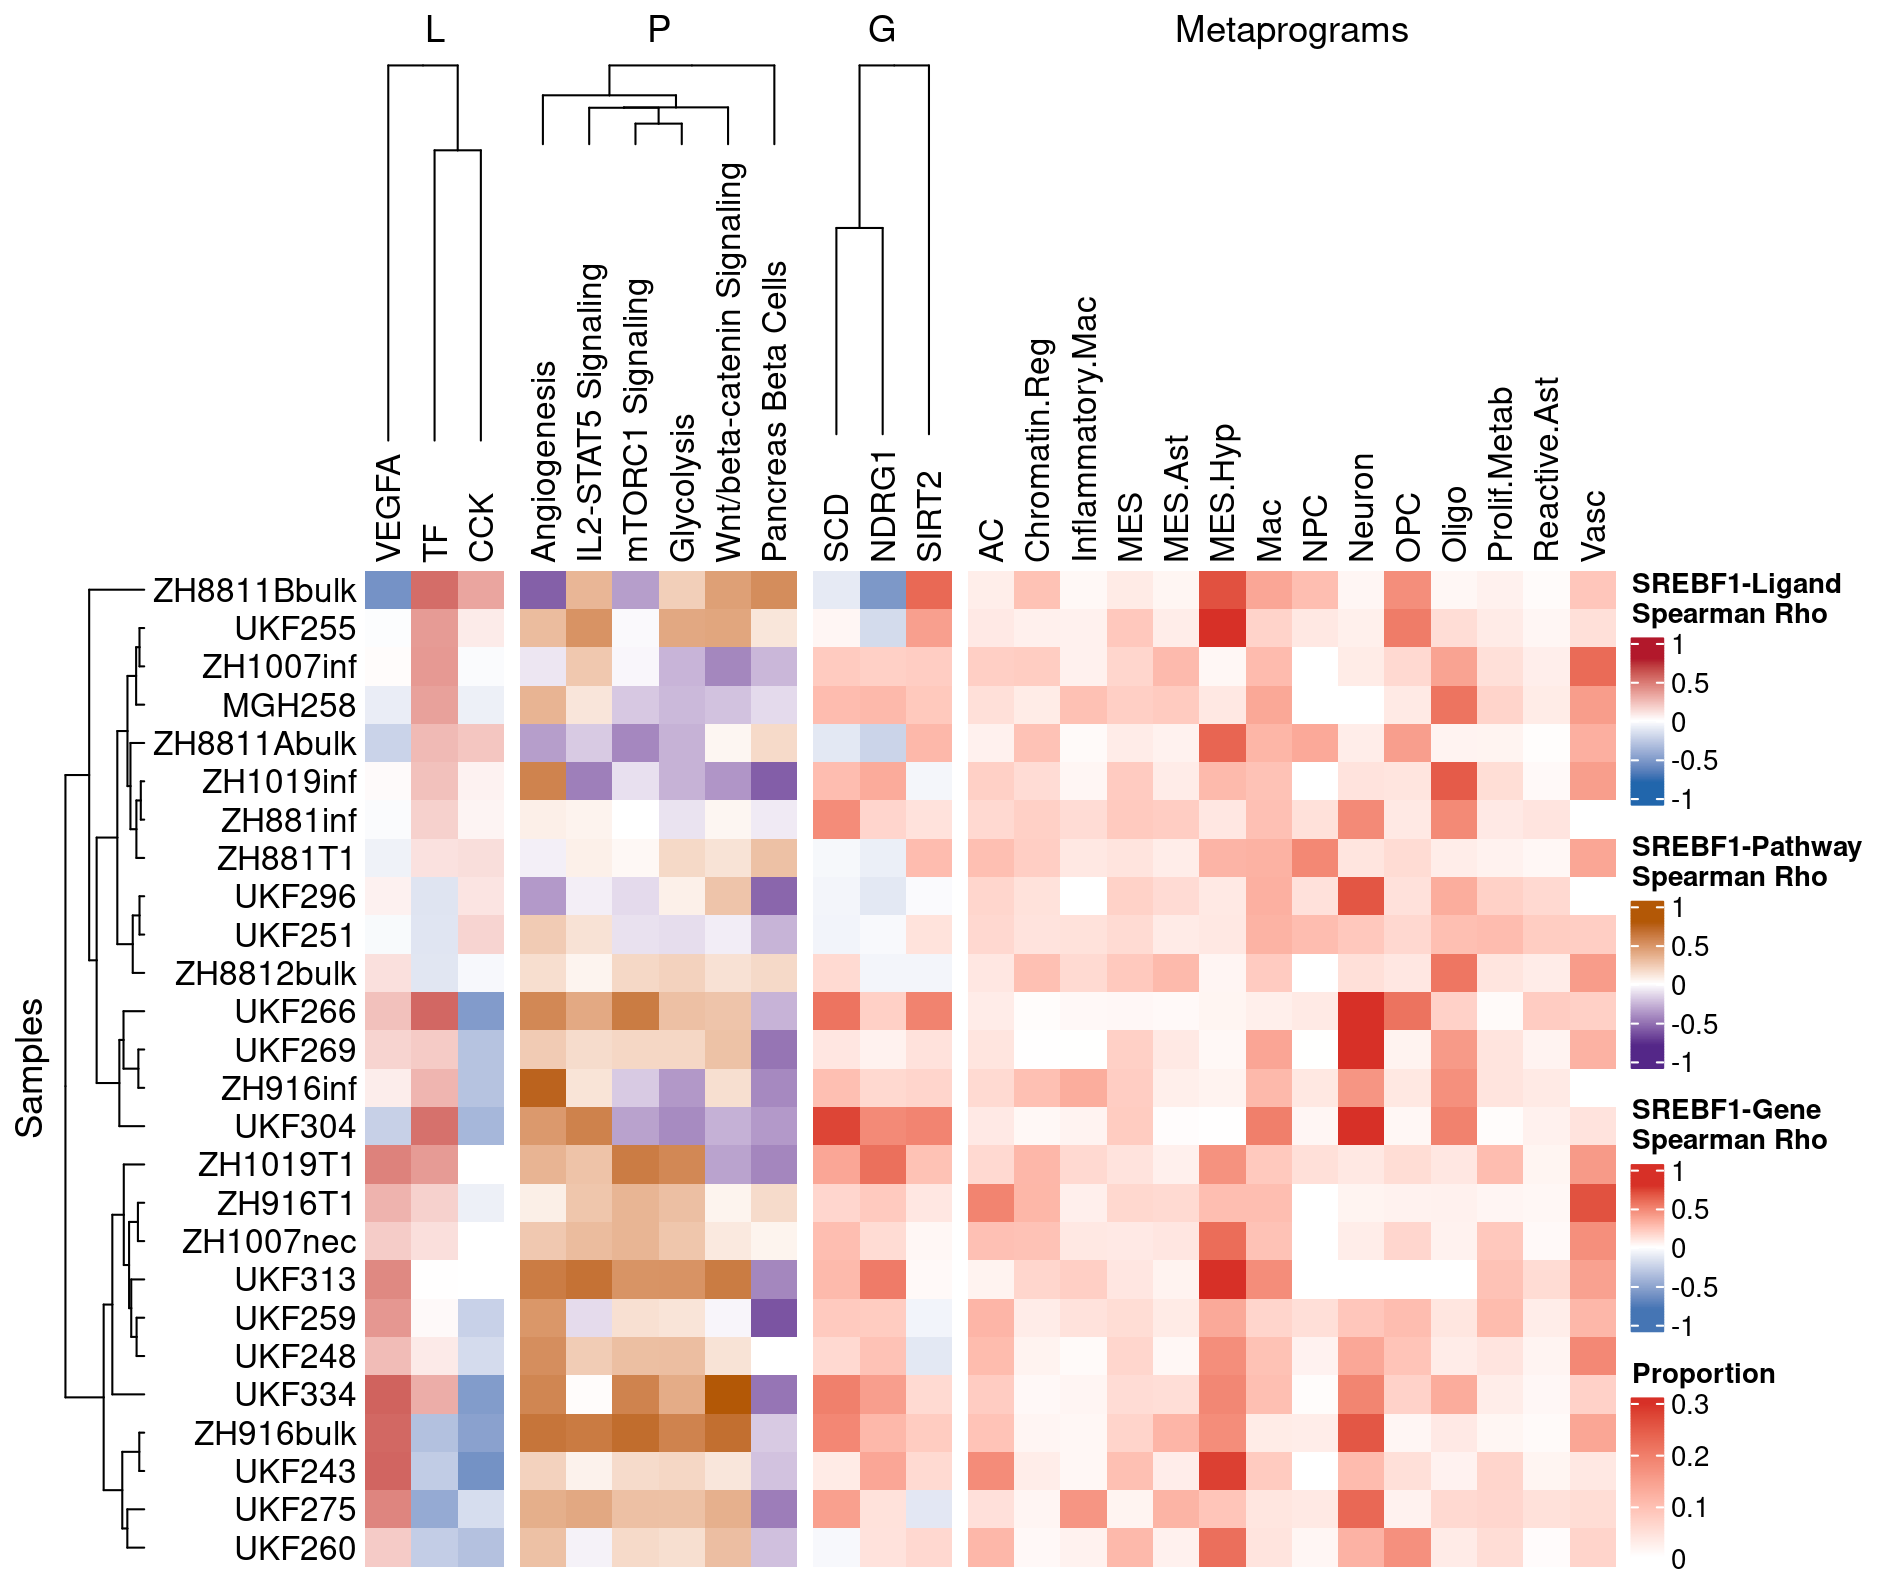 L P G Metaprograms
VEGFA
TF
CCK
Angiogenesis
IL2-STAT5 Signaling
mTORC1 Signaling
Glycolysis
Wnt/beta-catenin Signaling
Pancreas Beta Cells
SCD
NDRG1
SIRT2
AC
Chromatin.Reg
Inflammatory.Mac
MES
MES.Ast
MES.Hyp
Mac
NPC
Neuron
OPC
Oligo
Prolif.Metab
Reactive.Ast
Vasc
Samples
ZH8811Bbulk
UKF255
ZH1007inf
MGH258
ZH8811Abulk
ZH1019inf
ZH881inf
ZH881T1
UKF296
UKF251
ZH8812bulk
UKF266
UKF269
ZH916inf
UKF304
ZH1019T1
ZH916T1
ZH1007nec
UKF313
UKF259
UKF248
UKF334
ZH916bulk
UKF243
UKF275
UKF260
SREBF1-Ligand
Spearman Rho
1
0.5
0
-0.5
-1
SREBF1-Pathway
Spearman Rho
1
0.5
0
-0.5
-1
SREBF1-Gene
Spearman Rho
1
0.5
0
-0.5
-1
Proportion
0.3
0.2
0.1
0